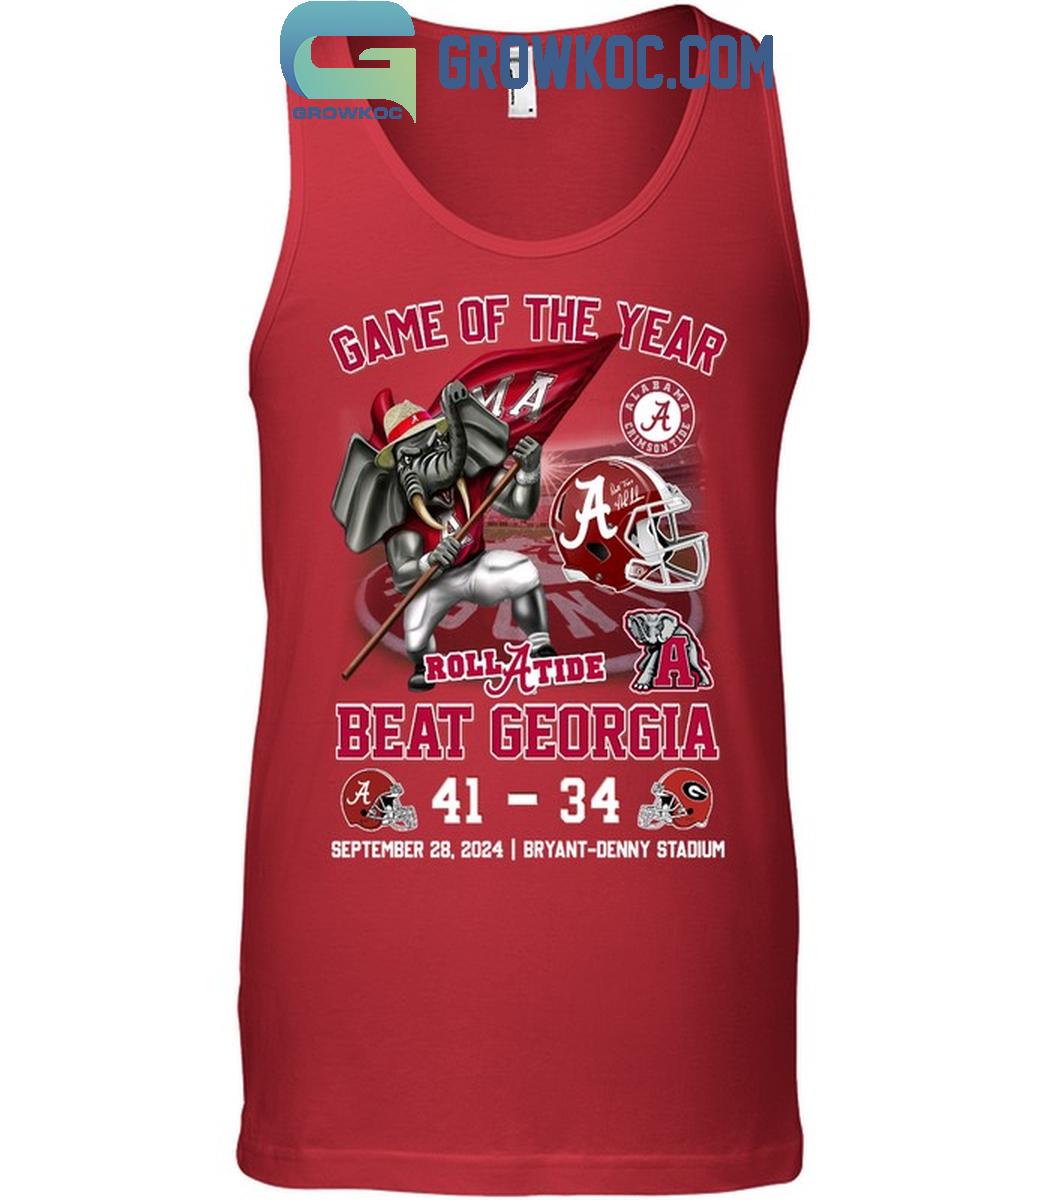 GROWKOC.COM
GROWKOC
GAME OF THE YEAR
MA
ALABAMA
A
CRIMSON TIDE
A
A
ROLL A TIDE
A
BEAT GEORGIA
A 41 - 34 G
SEPTEMBER 28, 2024 | BRYANT-DENNY STADIUM